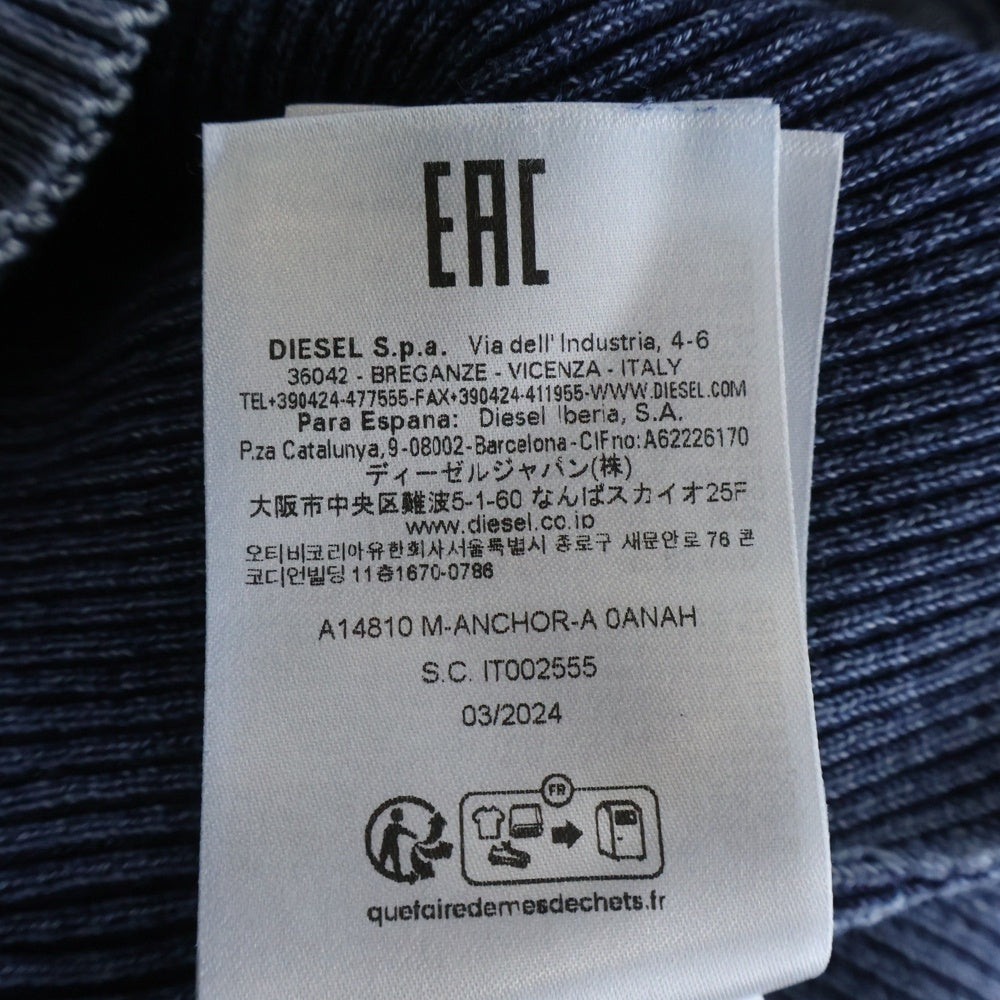 EAC
DIESEL S.p.a. Via dell' Industria, 4-6
36042 - BREGANZE - VICENZA - ITALY
TEL+390424-477555-FAX+390424-411955-WWW.DIESEL.COM
Para Espana: Diesel Iberia, S.A.
P.za Catalunya,9-08002-Barcelona-CIFno:A62226170
ディーゼルジャパン(株)
大阪市中央区難波5-1-60 なんばスカイオ25F
www.diesel.co.jp
오티비코리아유한회사서울특별시 종로구 새문안로 76 콘
코디언빌딩 11층1670-0786
A14810 M-ANCHOR-A 0ANAH
S.C. IT002555
03/2024
FR
quefairedemesdechets.fr